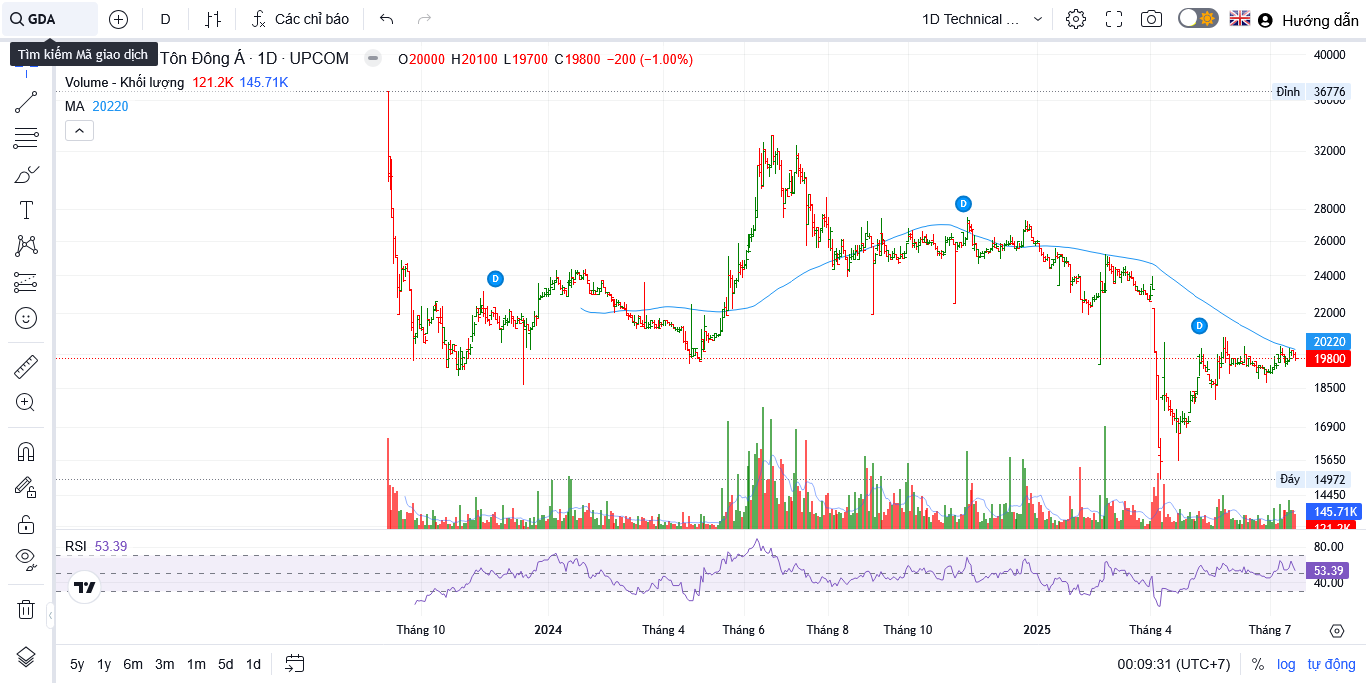 GDA
D
Các chỉ báo
1D Technical ...
Hướng dẫn
Tìm kiếm Mã giao dịch
Tôn Đông Á · 1D · UPCOM
O20000 H20100 L19700 C19800 −200 (−1.00%)
Volume - Khối lượng 121.2K 145.71K
MA 20220
40000
Đỉnh 36776
36000
32000
28000
26000
24000
22000
20220
19800
18500
16900
15650
Đáy 14972
14450
145.71K
121.2K
D
D
D
RSI 53.39
80.00
53.39
40.00
Tháng 10
2024
Tháng 4
Tháng 6
Tháng 8
Tháng 10
2025
Tháng 4
Tháng 7
5y 1y 6m 3m 1m 5d 1d
00:09:31 (UTC+7)
% log tự động